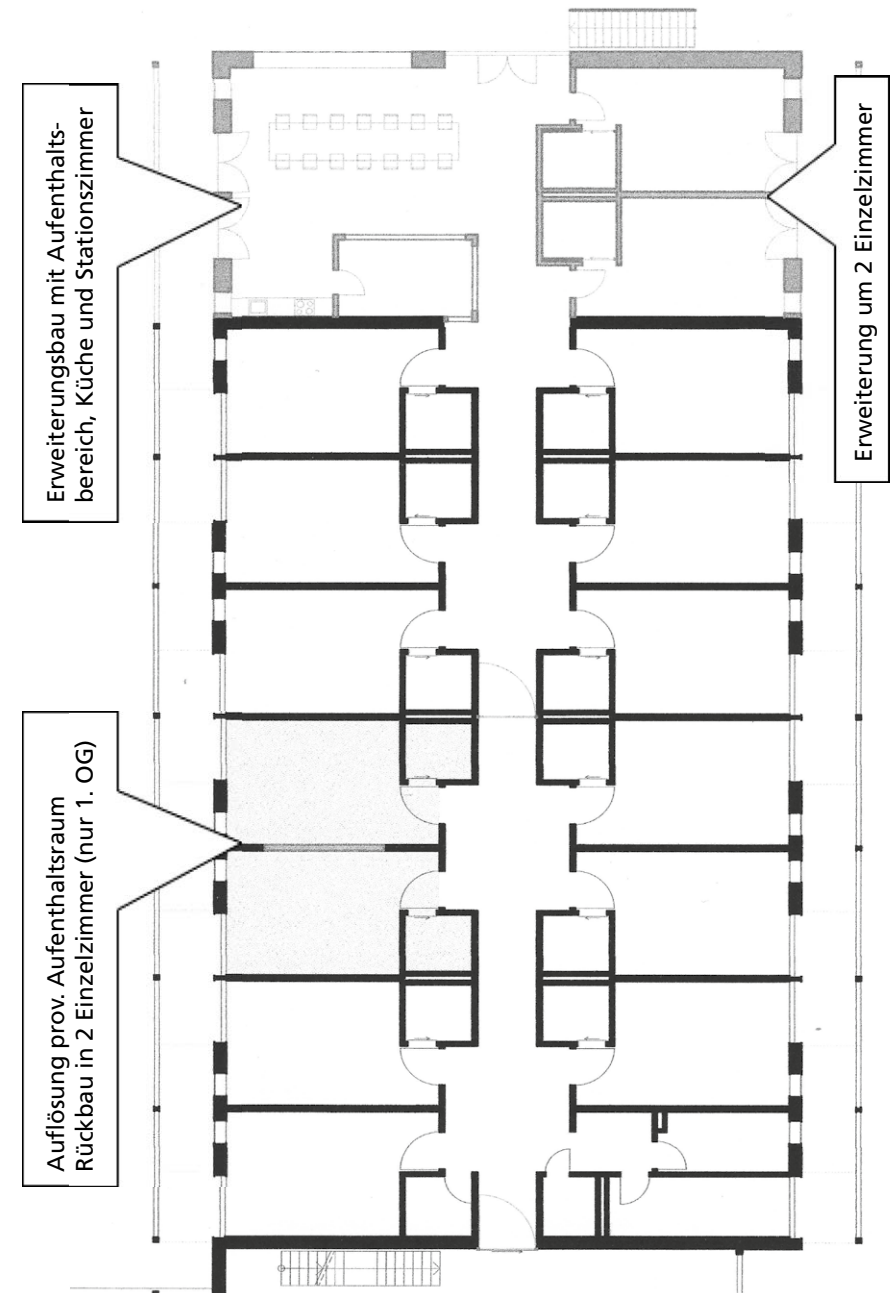 Erweiterungsbau mit Aufenthalts-
bereich, Küche und Stationszimmer
Erweiterung um 2 Einzelzimmer
Auflösung prov. Aufenthaltsraum
Rückbau in 2 Einzelzimmer (nur 1. OG)